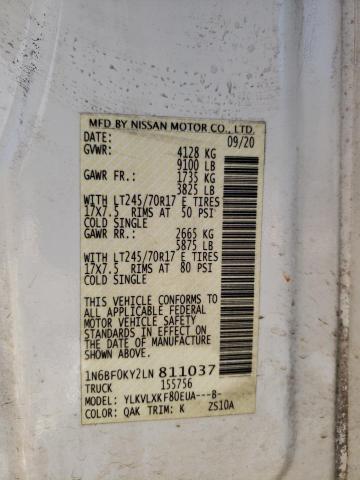 MFD BY NISSAN MOTOR CO., LTD.
DATE: 09/20
GVWR: 4128 KG
9100 LB
GAWR FR.: 1735 KG
3825 LB
WITH LT245/70R17 E TIRES
17X7.5 RIMS AT 50 PSI
COLD SINGLE
GAWR RR.: 2665 KG
5875 LB
WITH LT245/70R17 E TIRES
17X7.5 RIMS AT 80 PSI
COLD SINGLE
THIS VEHICLE CONFORMS TO
ALL APPLICABLE FEDERAL
MOTOR VEHICLE SAFETY
STANDARDS IN EFFECT ON
THE DATE OF MANUFACTURE
SHOWN ABOVE.
1N6BF0KY2LN 811037
TRUCK 155756
MODEL: YLKVLXKF80EUA---B-
COLOR: QAK TRIM: K ZS10A